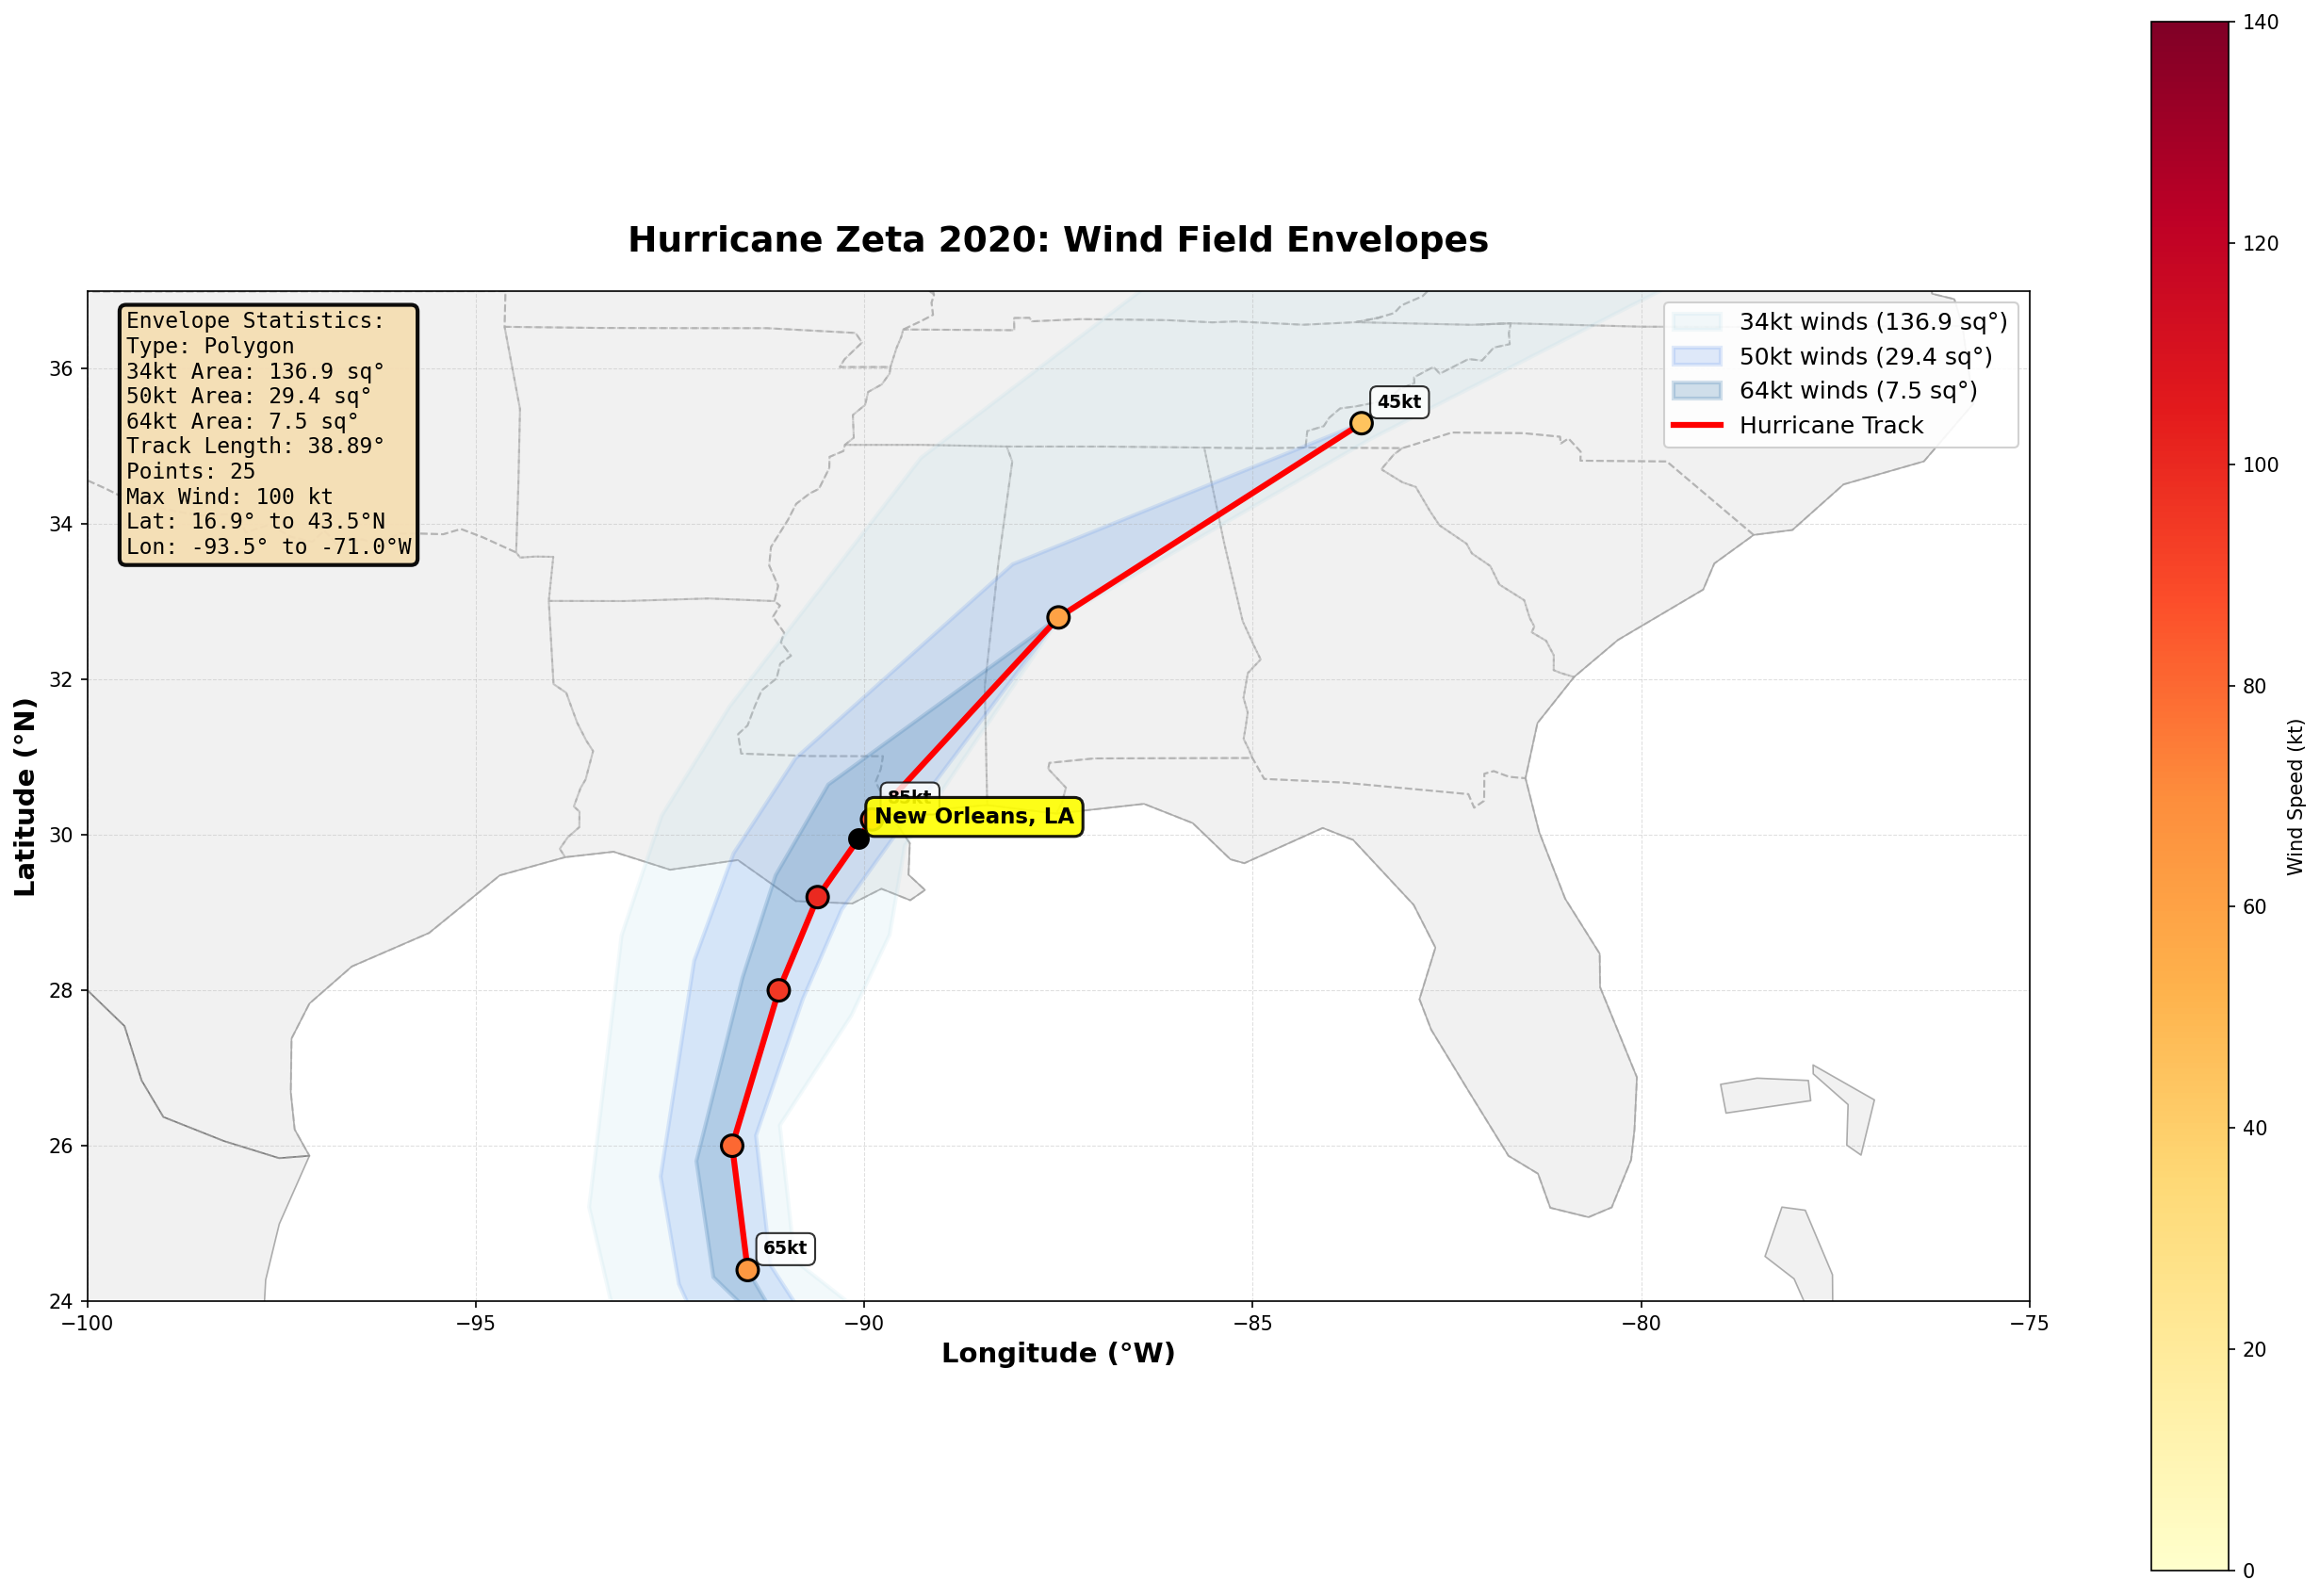 Hurricane Zeta 2020: Wind Field Envelopes
Envelope Statistics:
Type: Polygon
34kt Area: 136.9 sq°
50kt Area: 29.4 sq°
64kt Area: 7.5 sq°
Track Length: 38.89°
Points: 25
Max Wind: 100 kt
Lat: 16.9° to 43.5°N
Lon: -93.5° to -71.0°W
34kt winds (136.9 sq°)
50kt winds (29.4 sq°)
64kt winds (7.5 sq°)
Hurricane Track
45kt
85kt
New Orleans, LA
65kt
36
34
32
30
28
26
24
Latitude (°N)
−100
−95
−90
−85
−80
−75
Longitude (°W)
140
120
100
80
60
40
20
0
Wind Speed (kt)